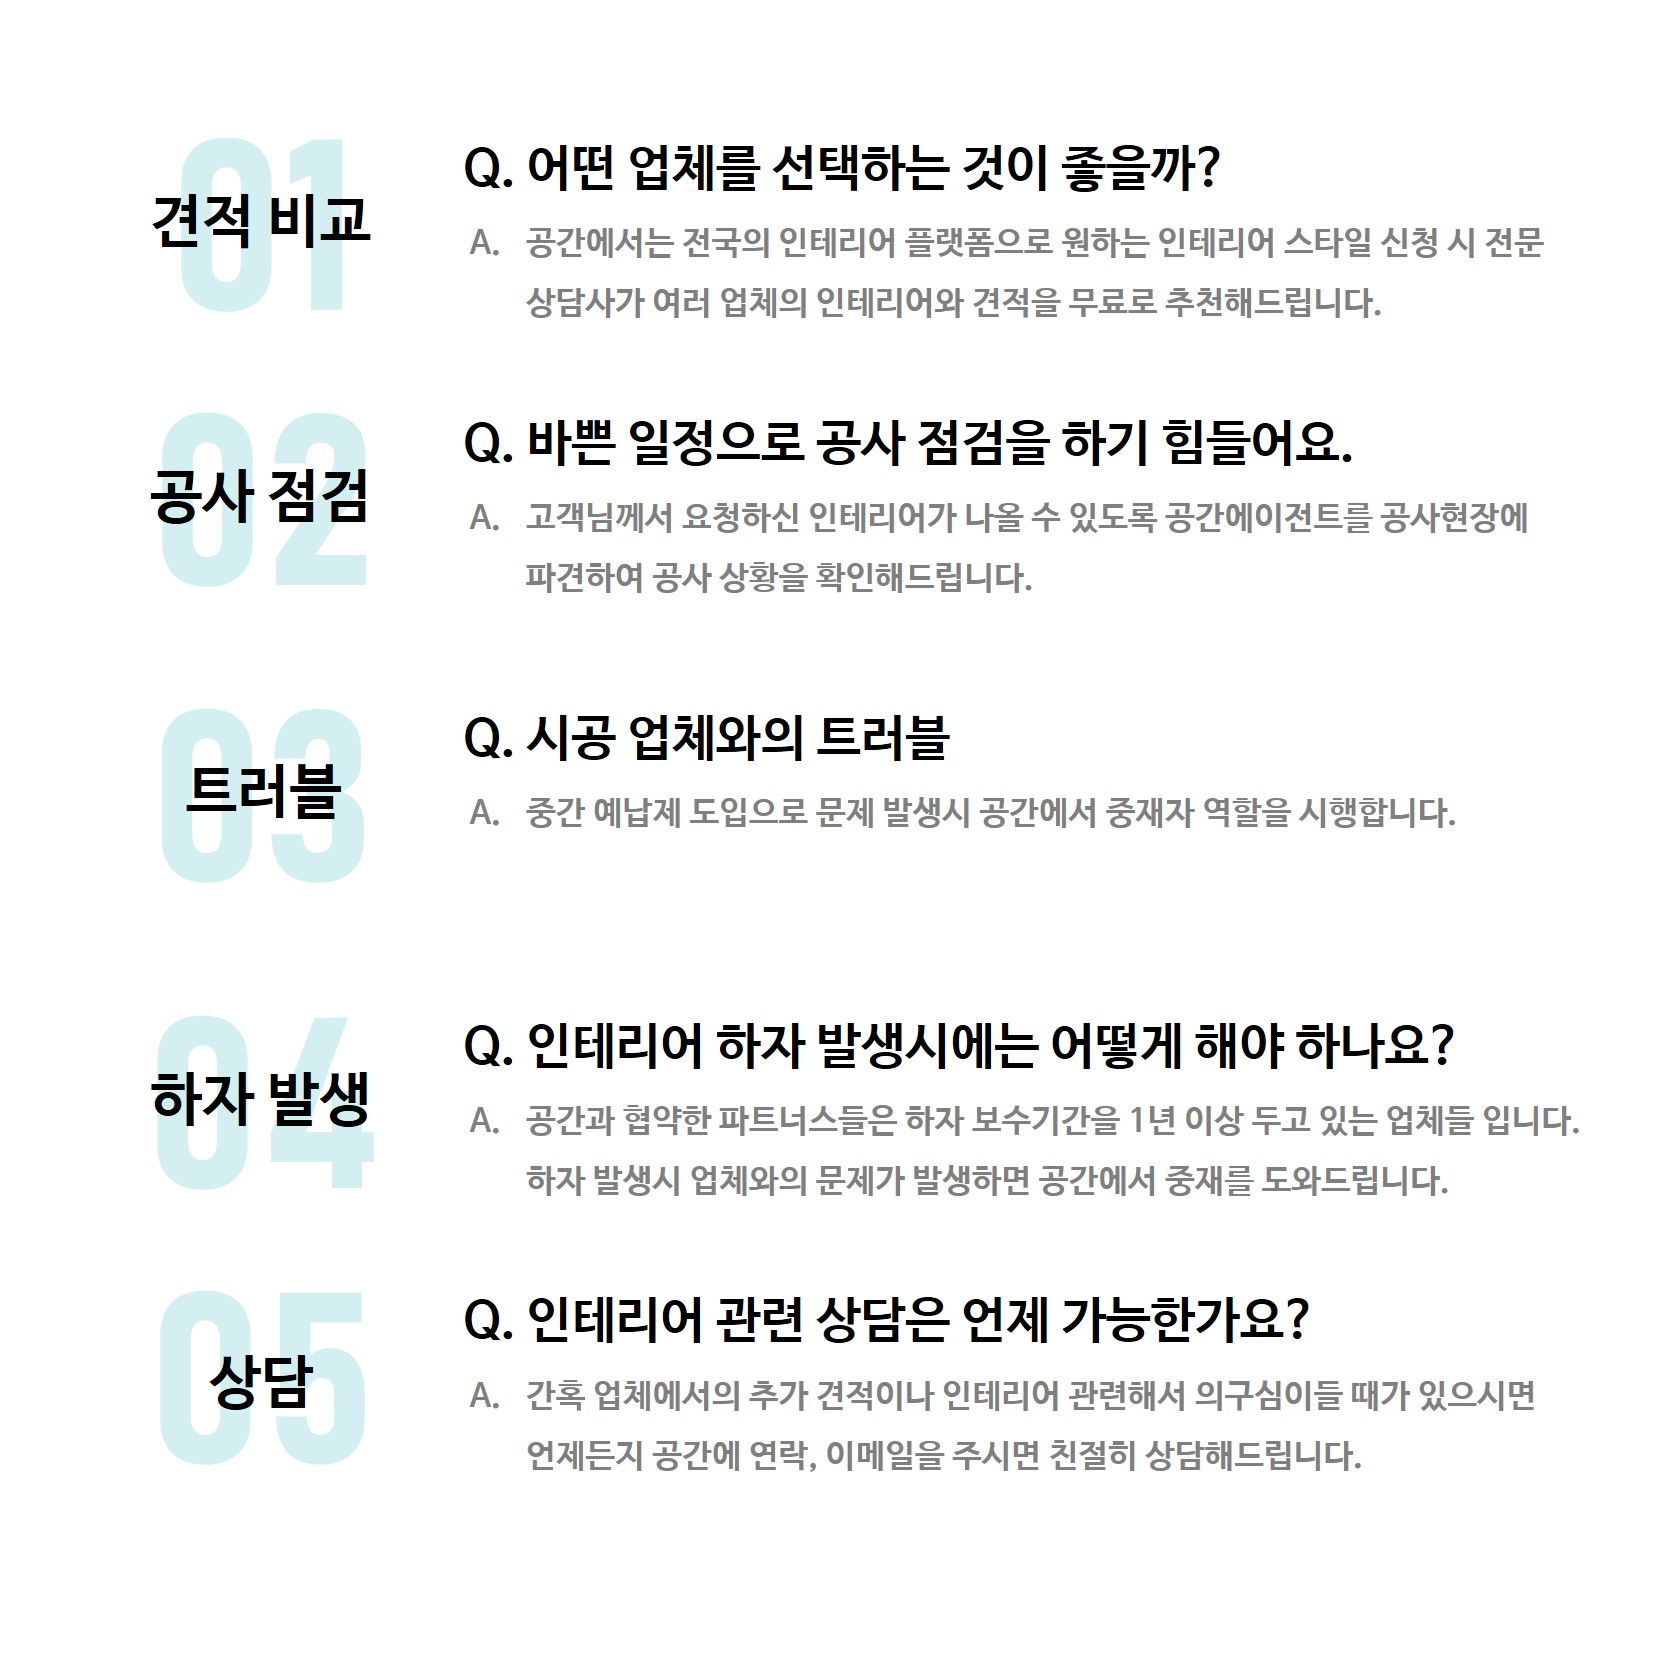 01
견적 비교
Q. 어떤 업체를 선택하는 것이 좋을까?
A. 공간에서는 전국의 인테리어 플랫폼으로 원하는 인테리어 스타일 신청 시 전문
상담사가 여러 업체의 인테리어와 견적을 무료로 추천해드립니다.
02
공사 점검
Q. 바쁜 일정으로 공사 점검을 하기 힘들어요.
A. 고객님께서 요청하신 인테리어가 나올 수 있도록 공간에이전트를 공사현장에
파견하여 공사 상황을 확인해드립니다.
03
트러블
Q. 시공 업체와의 트러블
A. 중간 예납제 도입으로 문제 발생시 공간에서 중재자 역할을 시행합니다.
04
하자 발생
Q. 인테리어 하자 발생시에는 어떻게 해야 하나요?
A. 공간과 협약한 파트너스들은 하자 보수기간을 1년 이상 두고 있는 업체들 입니다.
하자 발생시 업체와의 문제가 발생하면 공간에서 중재를 도와드립니다.
05
상담
Q. 인테리어 관련 상담은 언제 가능한가요?
A. 간혹 업체에서의 추가 견적이나 인테리어 관련해서 의구심이들 때가 있으시면
언제든지 공간에 연락, 이메일을 주시면 친절히 상담해드립니다.